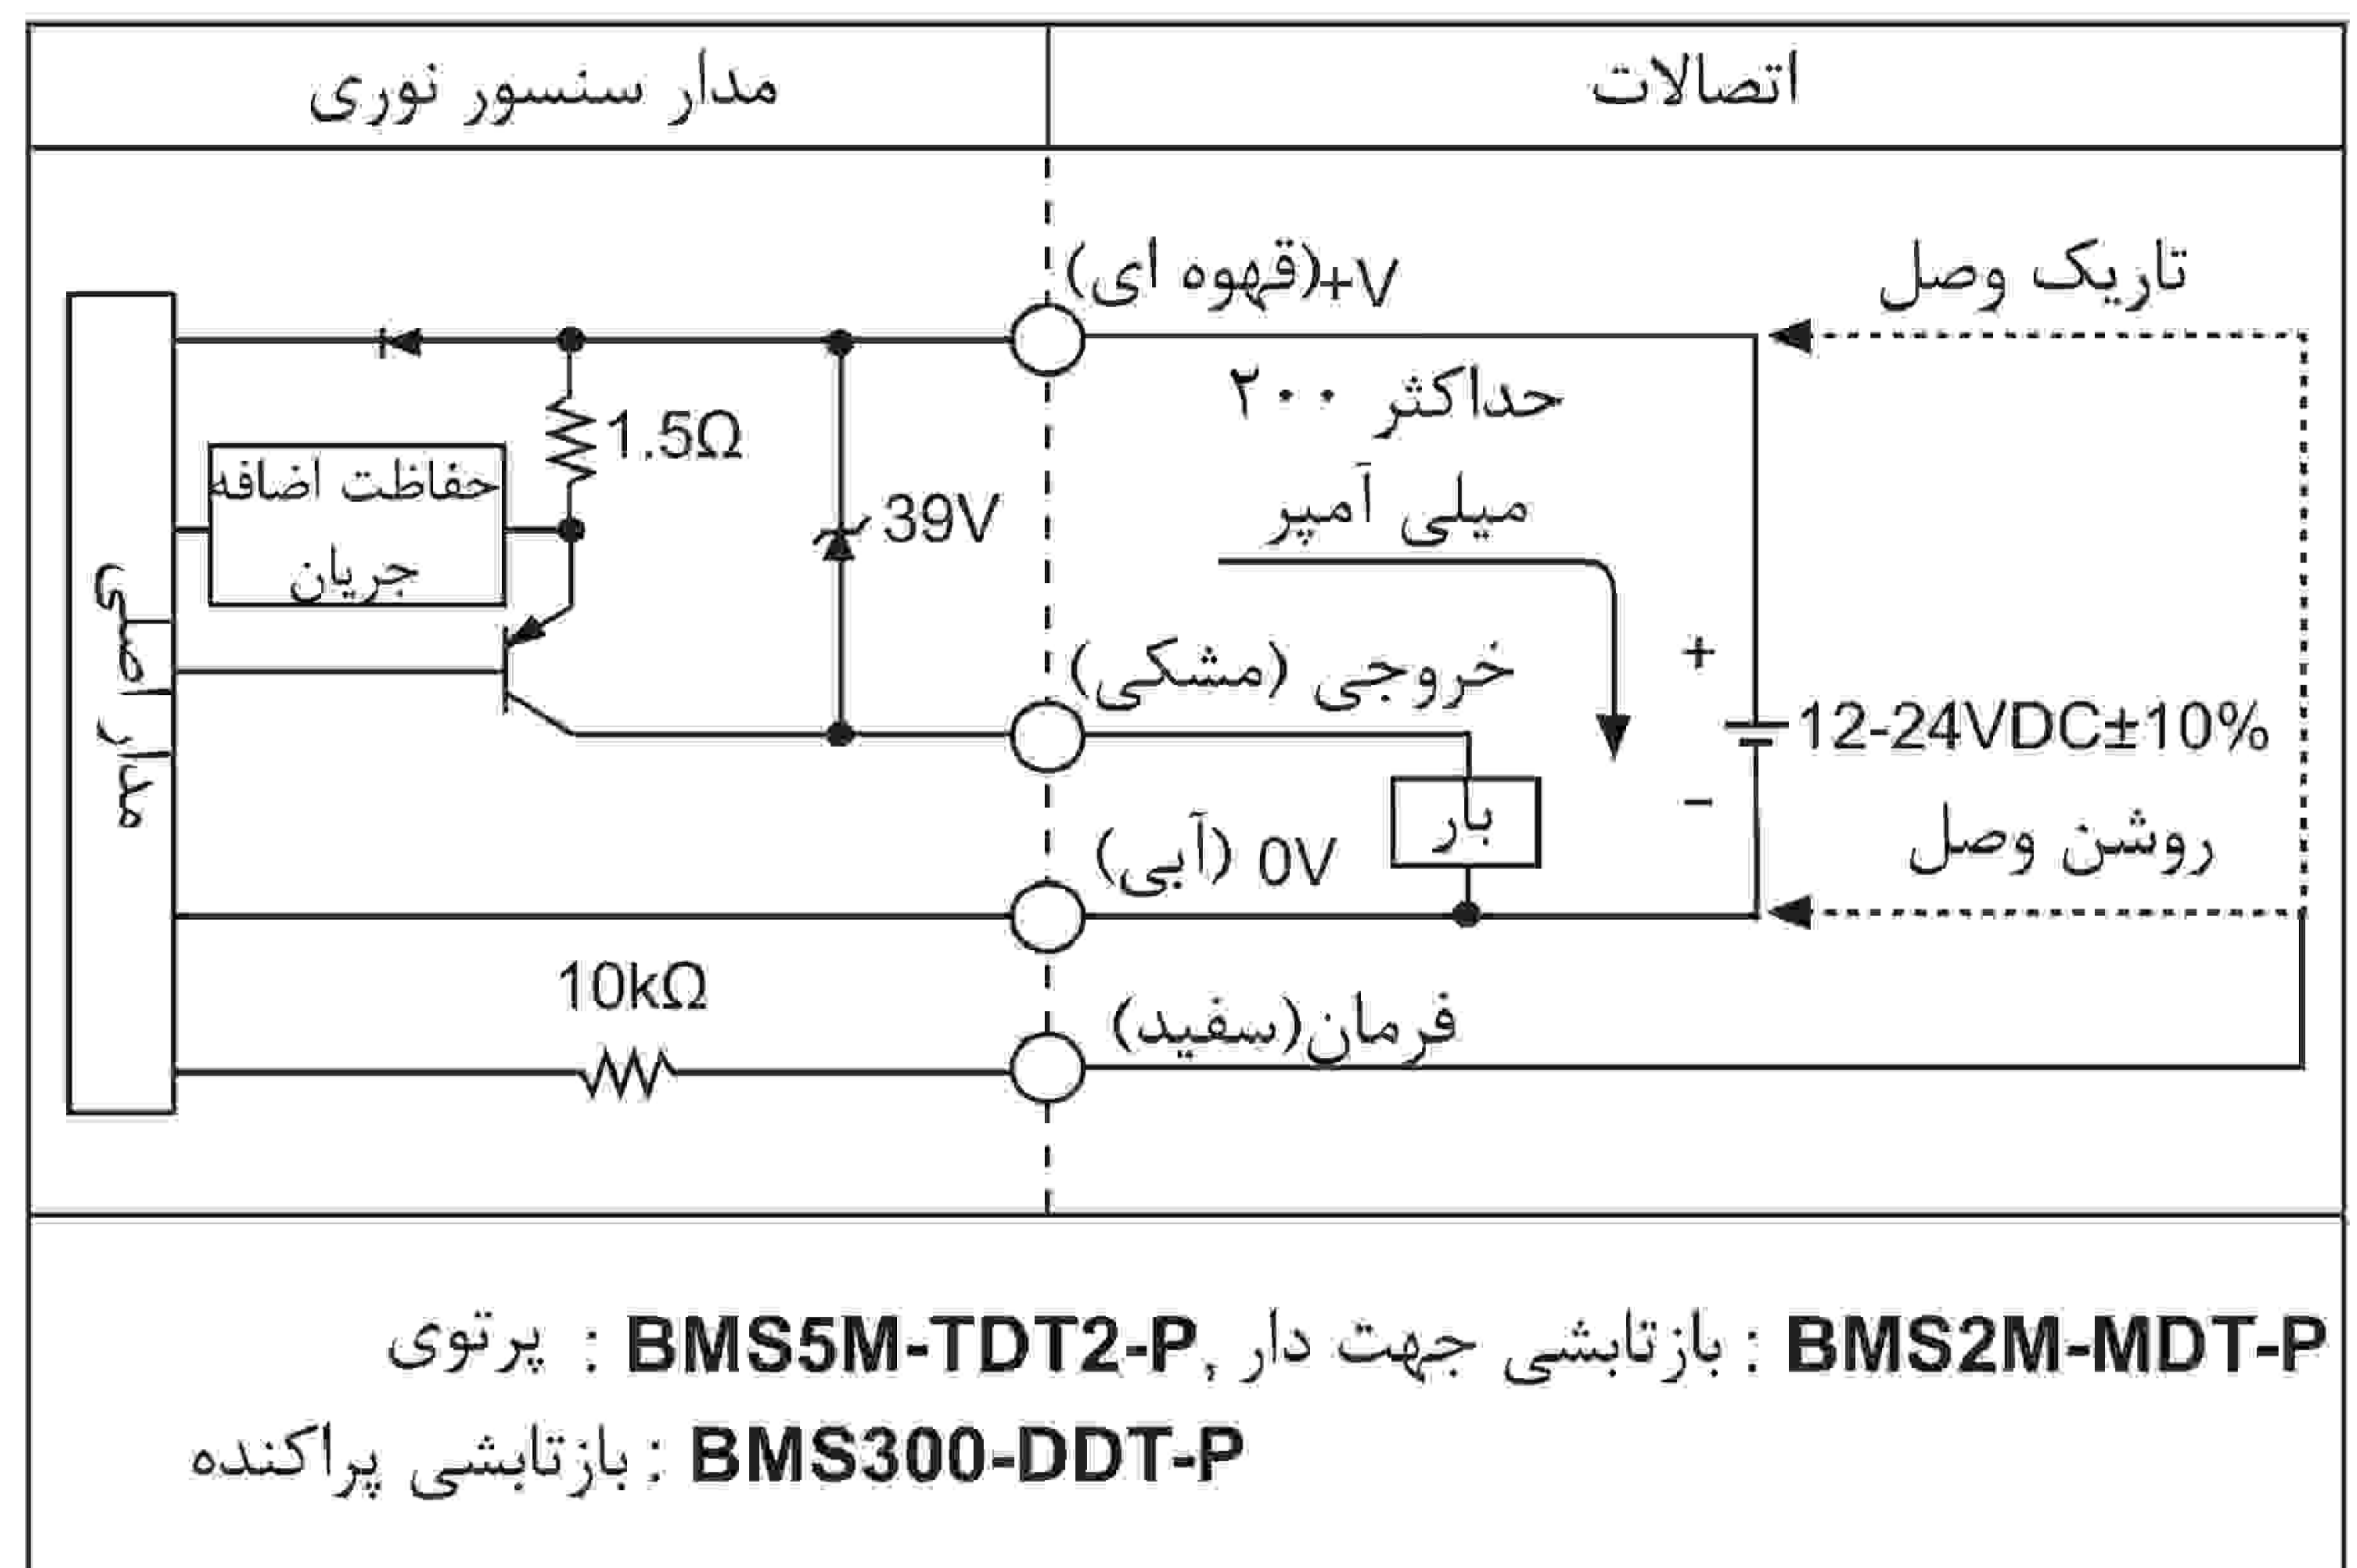 اتصالات
مدار سنسور نوری
+V(قهوه ای)
تاریک وصل
1.5Ω
حداکثر ۲۰۰
میلی آمپر
حفاظت اضافه
جریان
39V
مدار اصلی
خروجی (مشکی)
+
12-24VDC±10%
−
بار
روشن وصل
0V (آبی)
10kΩ
فرمان(سفید)
BMS2M-MDT-P : بازتابشی جهت دار , BMS5M-TDT2-P : پرتوی
BMS300-DDT-P : بازتابشی پراکنده